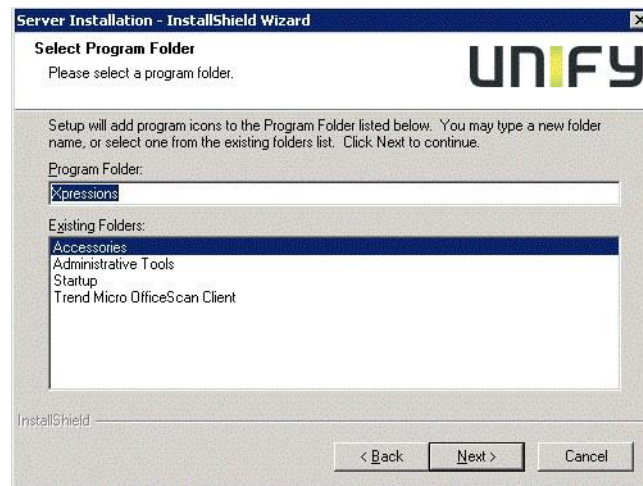 Server Installation - InstallShield Wizard
Select Program Folder
Please select a program folder.
UNIFY
Setup will add program icons to the Program Folder listed below. You may type a new folder
name, or select one from the existing folders list. Click Next to continue.
Program Folder:
Xpressions
Existing Folders:
Accessories
Administrative Tools
Startup
Trend Micro OfficeScan Client
InstallShield
< Back Next > Cancel